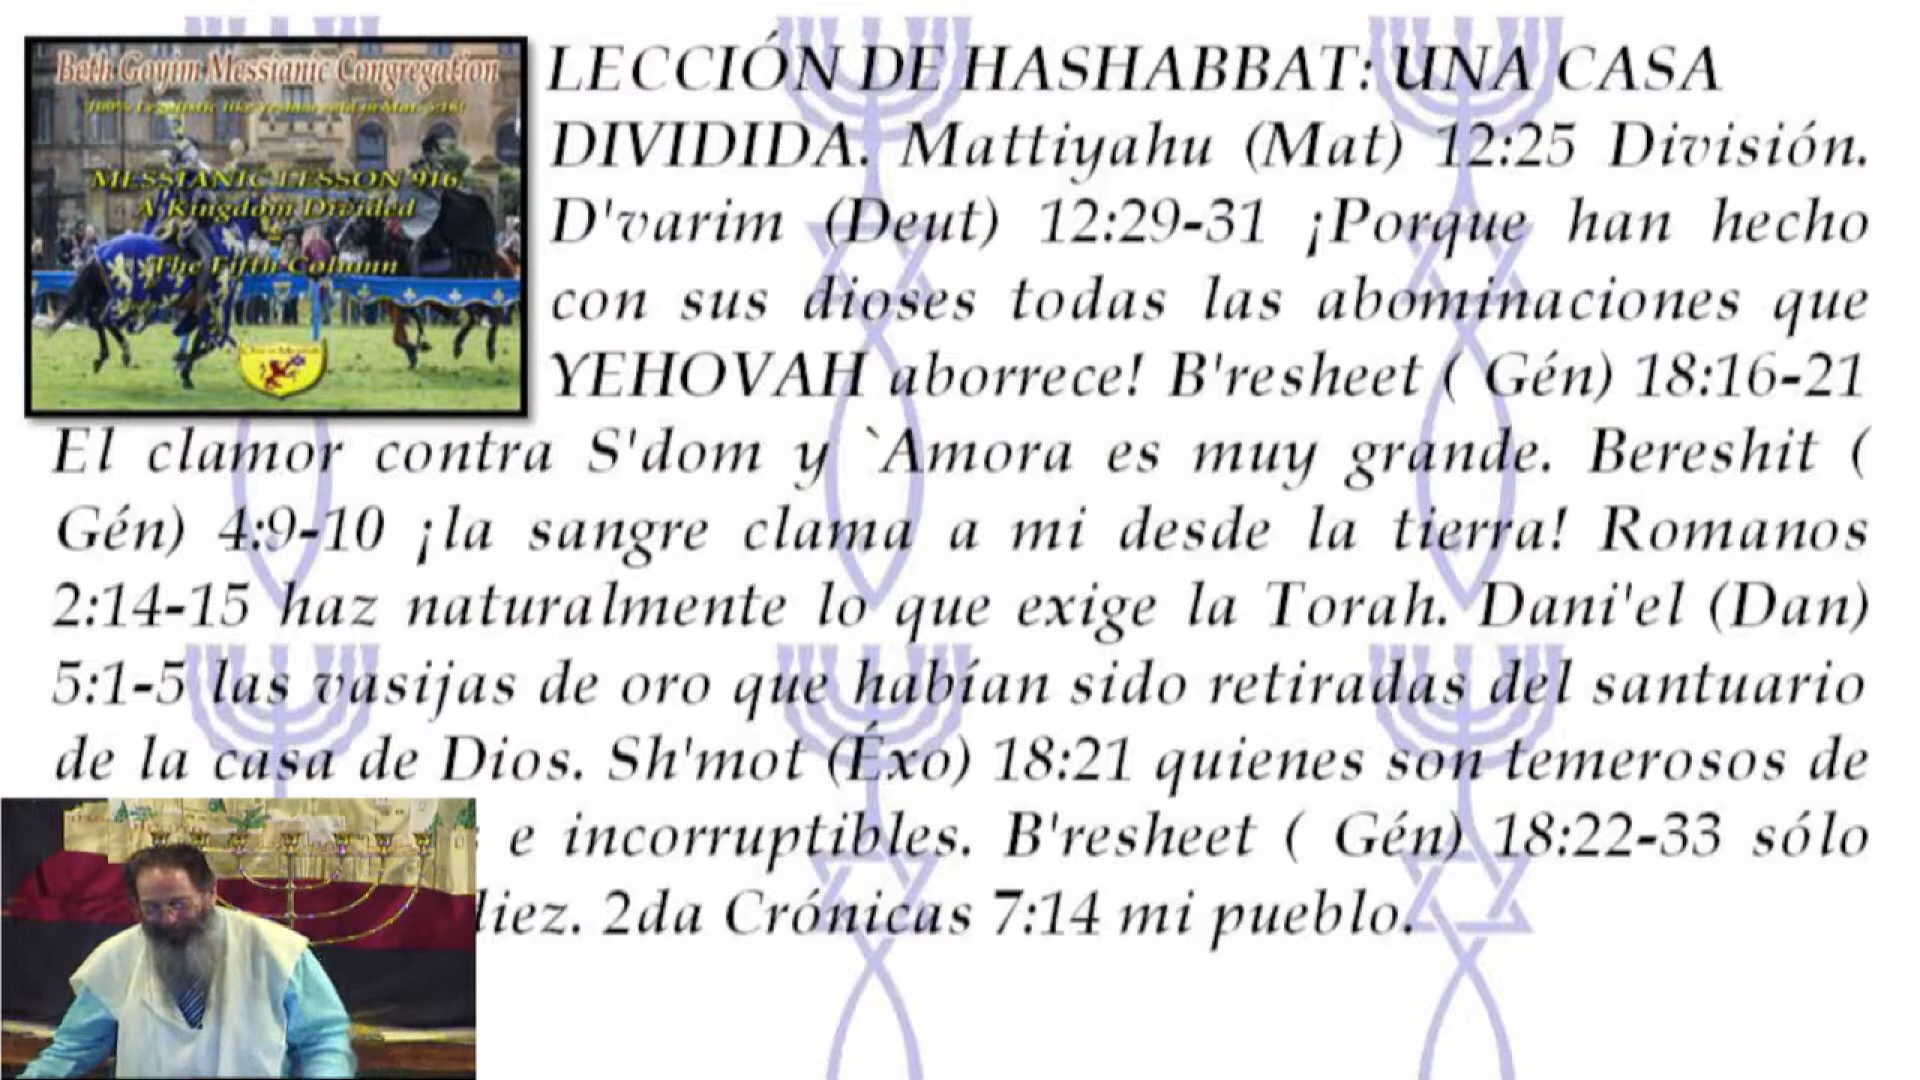 Beth Goyim Messianic Congregation
MESSIANIC LESSON 916
A Kingdom Divided
The Fifth Column
LECCIÓN DE HASHABBAT: UNA CASA
DIVIDIDA. Mattiyahu (Mat) 12:25 División.
D'varim (Deut) 12:29-31 ¡Porque han hecho
con sus dioses todas las abominaciones que
YEHOVAH aborrece! B'resheet ( Gén) 18:16-21
El clamor contra S'dom y `Amora es muy grande. Bereshit (
Gén) 4:9-10 ¡la sangre clama a mi desde la tierra! Romanos
2:14-15 haz naturalmente lo que exige la Torah. Dani'el (Dan)
5:1-5 las vasijas de oro que habían sido retiradas del santuario
de la casa de Dios. Sh'mot (Éxo) 18:21 quienes son temerosos de
e incorruptibles. B'resheet ( Gén) 18:22-33 sólo
diez. 2da Crónicas 7:14 mi pueblo.